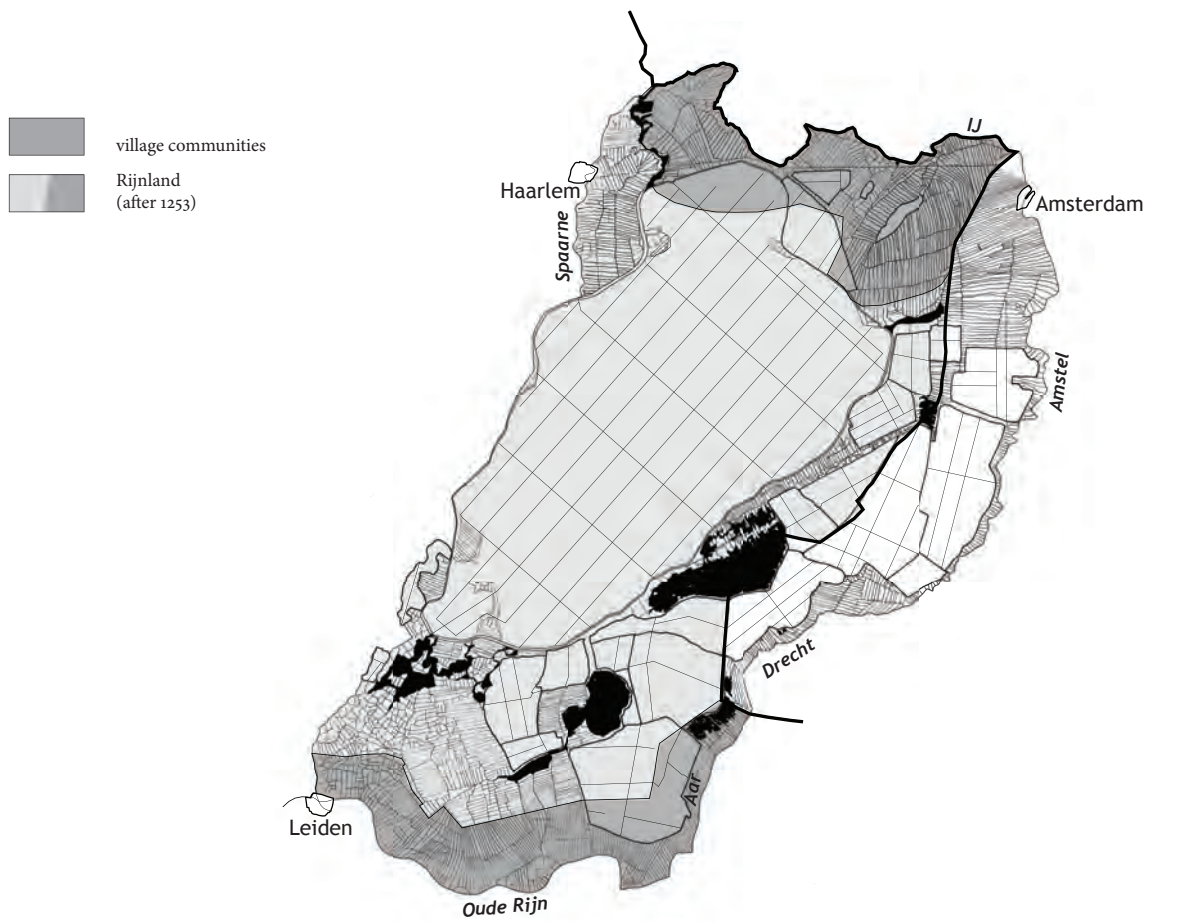 village communities
Rijnland
(after 1253)
IJ
Haarlem
Amsterdam
Spaarne
Amstel
Drecht
Aar
Leiden
Oude Rijn